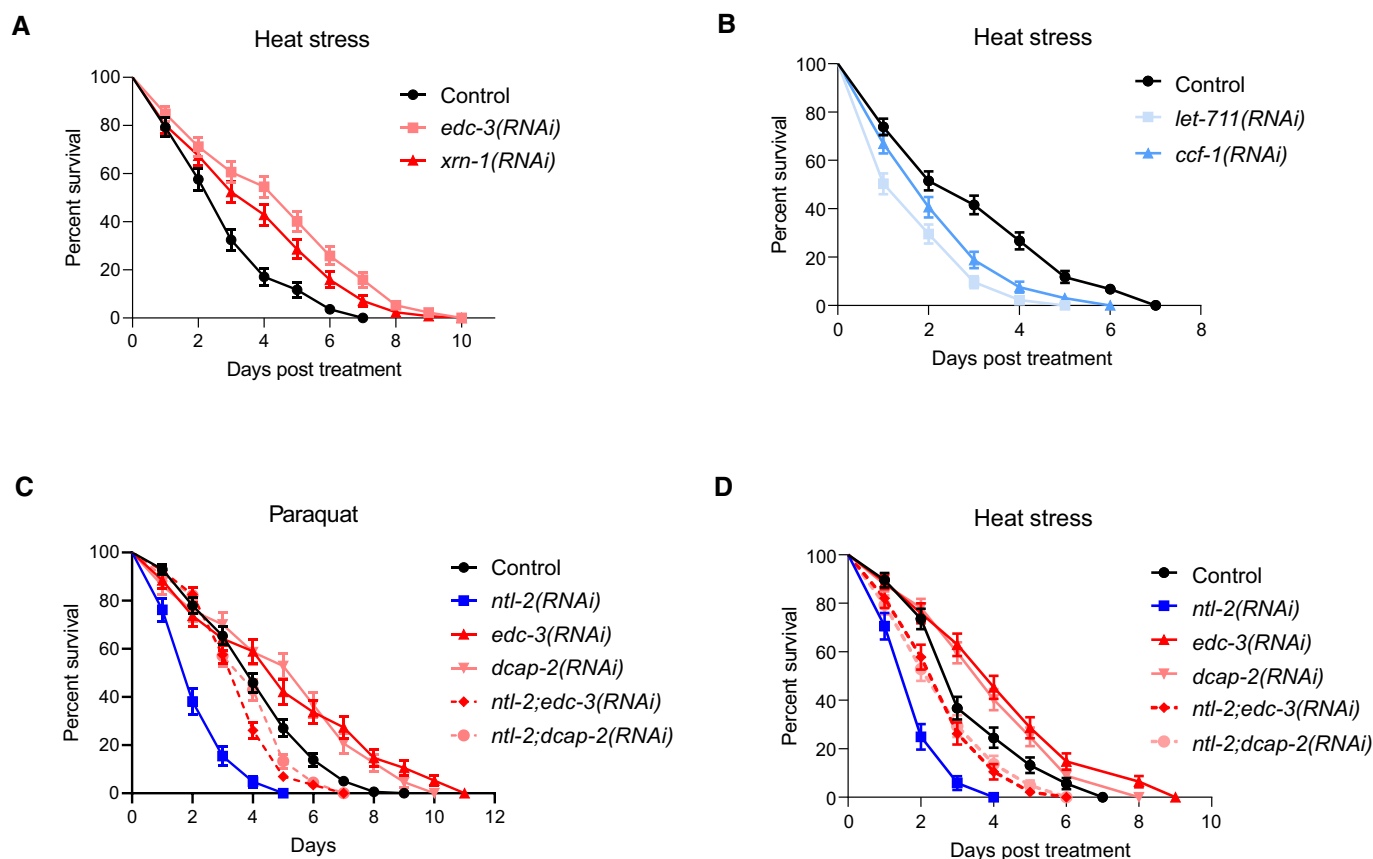 A
Heat stress
Percent survival
100
80
60
40
20
0
0 2 4 6 8 10
Days post treatment
Control
edc-3(RNAi)
xrn-1(RNAi)
B
Heat stress
Percent survival
100
80
60
40
20
0
0 2 4 6 8
Days post treatment
Control
let-711(RNAi)
ccf-1(RNAi)
C
Paraquat
Percent survival
100
80
60
40
20
0
0 2 4 6 8 10 12
Days
Control
ntl-2(RNAi)
edc-3(RNAi)
dcap-2(RNAi)
ntl-2;edc-3(RNAi)
ntl-2;dcap-2(RNAi)
D
Heat stress
Percent survival
100
80
60
40
20
0
0 2 4 6 8 10
Days post treatment
Control
ntl-2(RNAi)
edc-3(RNAi)
dcap-2(RNAi)
ntl-2;edc-3(RNAi)
ntl-2;dcap-2(RNAi)